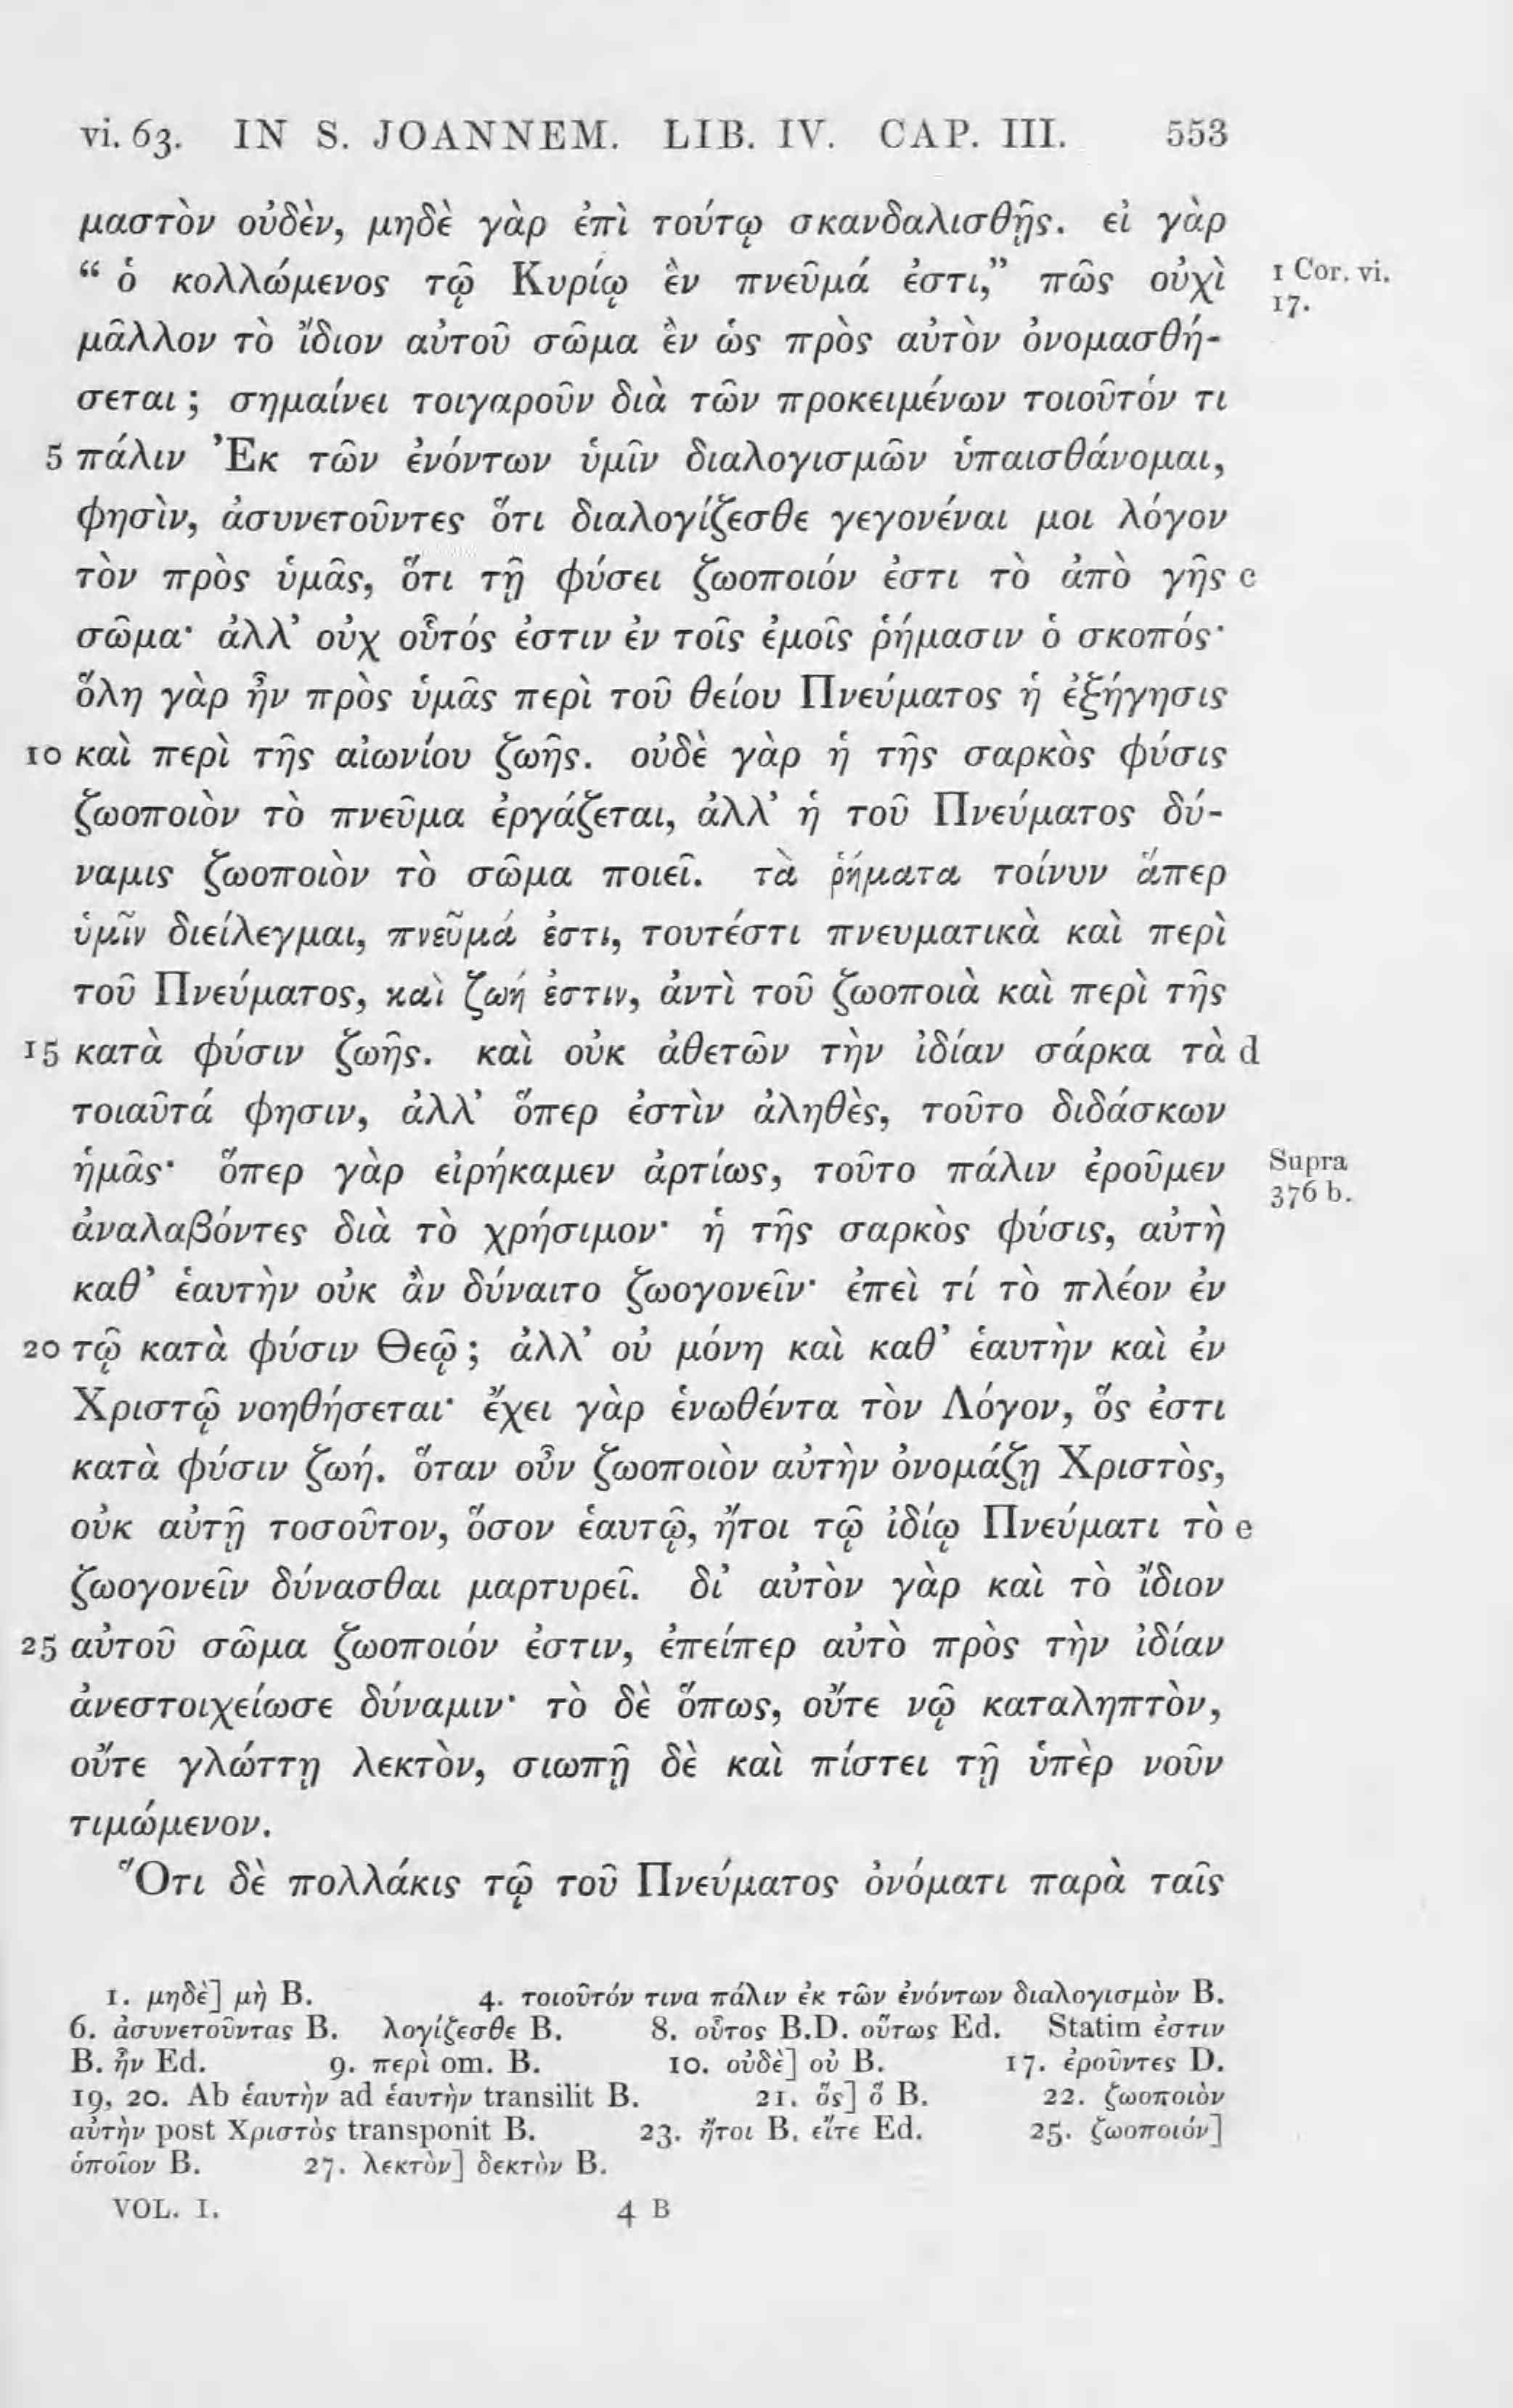 vi. 63. IN S. JOANNEM. LIB. IV. CAP. III. 553
μαστὸν οὐδὲν, μηδὲ γὰρ ἐπὶ τούτῳ σκανδαλισθῇς. εἰ γὰρ
“ ὁ κολλώμενος τῷ Κυρίῳ ἓν πνεῦμά ἐστι,” πῶς οὐχὶ 1 Cor. vi.
17.
μᾶλλον τὸ ἴδιον αὐτοῦ σῶμα ἓν ὡς πρὸς αὐτὸν ὀνομασθή-
σεται ; σημαίνει τοιγαροῦν διὰ τῶν προκειμένων τοιοῦτόν τι
5 πάλιν Ἐκ τῶν ἐνόντων ὑμῖν διαλογισμῶν ὑπαισθάνομαι,
φησὶν, ἀσυνετοῦντες ὅτι διαλογίζεσθε γεγονέναι μοι λόγον
τὸν πρὸς ὑμᾶς, ὅτι τῇ φύσει ζωοποιόν ἐστι τὸ ἀπὸ γῆς c
σῶμα· ἀλλ’ οὐχ οὗτός ἐστιν ἐν τοῖς ἐμοῖς ῥήμασιν ὁ σκοπός·
ὅλη γὰρ ἦν πρὸς ὑμᾶς περὶ τοῦ θείου Πνεύματος ἡ ἐξήγησις
10 καὶ περὶ τῆς αἰωνίου ζωῆς. οὐδὲ γὰρ ἡ τῆς σαρκὸς φύσις
ζωοποιὸν τὸ πνεῦμα ἐργάζεται, ἀλλ’ ἡ τοῦ Πνεύματος δύ-
ναμις ζωοποιὸν τὸ σῶμα ποιεῖ. τὰ ῥήματα τοίνυν ἅπερ
ὑμῖν διείλεγμαι, πνεῦμά ἐστι, τουτέστι πνευματικὰ καὶ περὶ
τοῦ Πνεύματος, καὶ ζωή ἐστιν, ἀντὶ τοῦ ζωοποιὰ καὶ περὶ τῆς
15 κατὰ φύσιν ζωῆς. καὶ οὐκ ἀθετῶν τὴν ἰδίαν σάρκα τὰ d
τοιαῦτά φησιν, ἀλλ’ ὅπερ ἐστὶν ἀληθὲς, τοῦτο διδάσκων
ἡμᾶς· ὅπερ γὰρ εἰρήκαμεν ἀρτίως, τοῦτο πάλιν ἐροῦμεν Supra
376 b.
ἀναλαβόντες διὰ τὸ χρήσιμον· ἡ τῆς σαρκὸς φύσις, αὐτὴ
καθ’ ἑαυτὴν οὐκ ἂν δύναιτο ζωογονεῖν· ἐπεὶ τί τὸ πλέον ἐν
20 τῷ κατὰ φύσιν Θεῷ ; ἀλλ’ οὐ μόνη καὶ καθ’ ἑαυτὴν καὶ ἐν
Χριστῷ νοηθήσεται· ἔχει γὰρ ἑνωθέντα τὸν Λόγον, ὅς ἐστι
κατὰ φύσιν ζωή. ὅταν οὖν ζωοποιὸν αὐτὴν ὀνομάζῃ Χριστὸς,
οὐκ αὐτῇ τοσοῦτον, ὅσον ἑαυτῷ, ἤτοι τῷ ἰδίῳ Πνεύματι τὸ e
ζωογονεῖν δύνασθαι μαρτυρεῖ. δι’ αὐτὸν γὰρ καὶ τὸ ἴδιον
25 αὐτοῦ σῶμα ζωοποιόν ἐστιν, ἐπείπερ αὐτὸ πρὸς τὴν ἰδίαν
ἀνεστοιχείωσε δύναμιν· τὸ δὲ ὅπως, οὔτε νῷ καταληπτὸν,
οὔτε γλώττῃ λεκτὸν, σιωπῇ δὲ καὶ πίστει τῇ ὑπὲρ νοῦν
τιμώμενον.
Ὅτι δὲ πολλάκις τῷ τοῦ Πνεύματος ὀνόματι παρὰ ταῖς
1. μηδὲ] μὴ B. 4. τοιοῦτόν τινα πάλιν ἐκ τῶν ἐνόντων διαλογισμὸν B.
6. ἀσυνετοῦντας B. λογίζεσθε B. 8. οὗτος B.D. οὕτως Ed. Statim ἐστιν
B. ἦν Ed. 9. περὶ om. B. 10. οὐδὲ] οὐ B. 17. ἐροῦντες D.
19, 20. Ab ἑαυτὴν ad ἑαυτὴν transilit B. 21. ὅς] ὅ B. 22. ζωοποιὸν
αὐτὴν post Χριστὸς transponit B. 23. ἤτοι B. εἴτε Ed. 25. ζωοποιόν]
ὁποῖον B. 27. λεκτὸν] δεκτὸν B.
VOL. I. 4 B